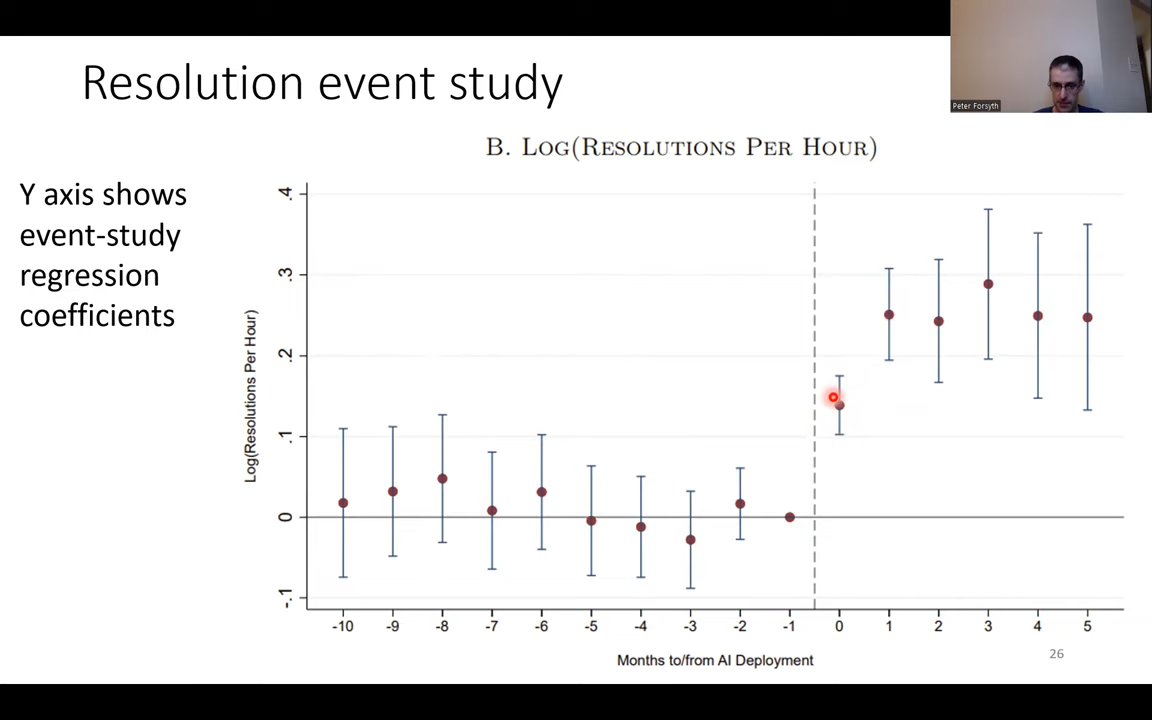 Resolution event study
Peter Forsyth
B. Log(Resolutions Per Hour)
Y axis shows
event-study
regression
coefficients
Log(Resolutions Per Hour)
.4
.3
.2
.1
0
-.1
-10 -9 -8 -7 -6 -5 -4 -3 -2 -1 0 1 2 3 4 5
Months to/from AI Deployment
26